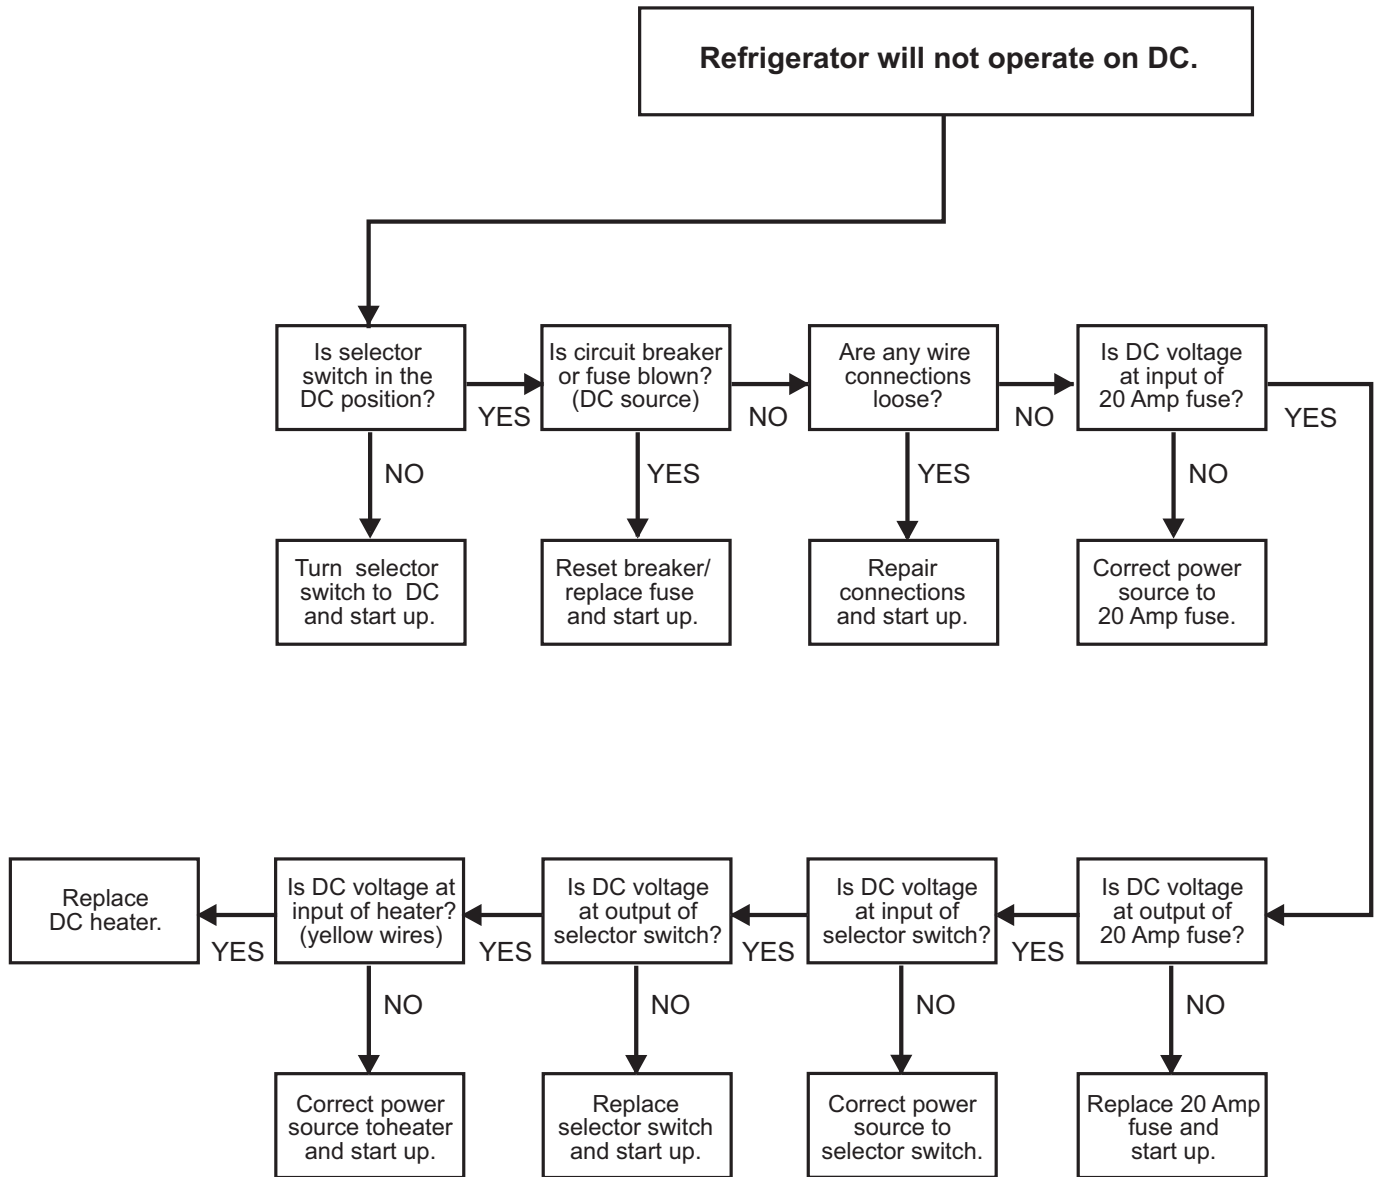 Refrigerator will not operate on DC.
Is selector
switch in the
DC position?
YES
NO
Turn selector
switch to DC
and start up.
Is circuit breaker
or fuse blown?
(DC source)
NO
YES
Reset breaker/
replace fuse
and start up.
Are any wire
connections
loose?
NO
YES
Repair
connections
and start up.
Is DC voltage
at input of
20 Amp fuse?
YES
NO
Correct power
source to
20 Amp fuse.
Is DC voltage
at output of
20 Amp fuse?
YES
NO
Replace 20 Amp
fuse and
start up.
Is DC voltage
at input of
selector switch?
YES
NO
Correct power
source to
selector switch.
Is DC voltage
at output of
selector switch?
YES
NO
Replace
selector switch
and start up.
Is DC voltage at
input of heater?
(yellow wires)
YES
NO
Correct power
source toheater
and start up.
Replace
DC heater.